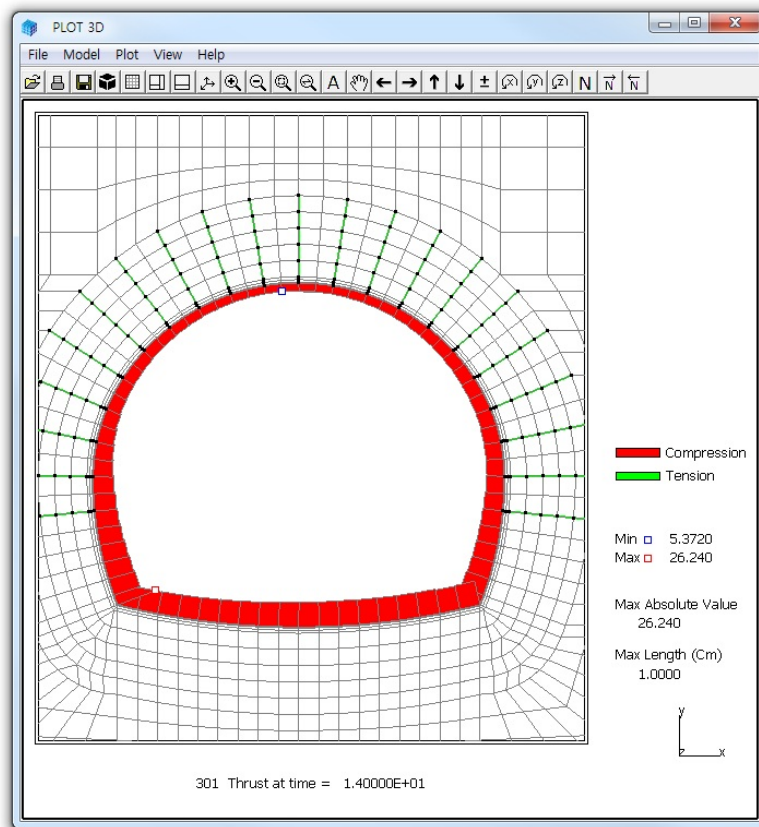 PLOT 3D
File Model Plot View Help
A N N N
Compression
Tension
Min 5.3720
Max 26.240
Max Absolute Value
26.240
Max Length (Cm)
1.0000
y
z x
301 Thrust at time = 1.40000E+01